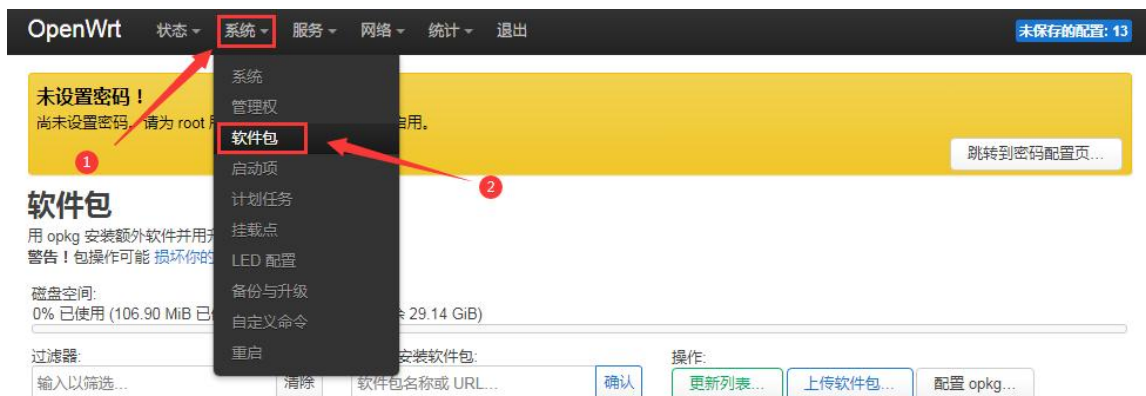 OpenWrt 状态 系统 服务 网络 统计 退出 未保存的配置: 13
未设置密码！
尚未设置密码。请为 root 用 启用。
跳转到密码配置页...
1
2
系统
管理权
软件包
启动项
计划任务
挂载点
LED 配置
备份与升级
自定义命令
重启
软件包
用 opkg 安装额外软件并用升
警告！包操作可能 损坏你的
磁盘空间:
0% 已使用 (106.90 MiB 已 29.14 GiB)
过滤器: 安装软件包: 操作:
输入以筛选... 清除 软件包名称或 URL... 确认 更新列表... 上传软件包... 配置 opkg...